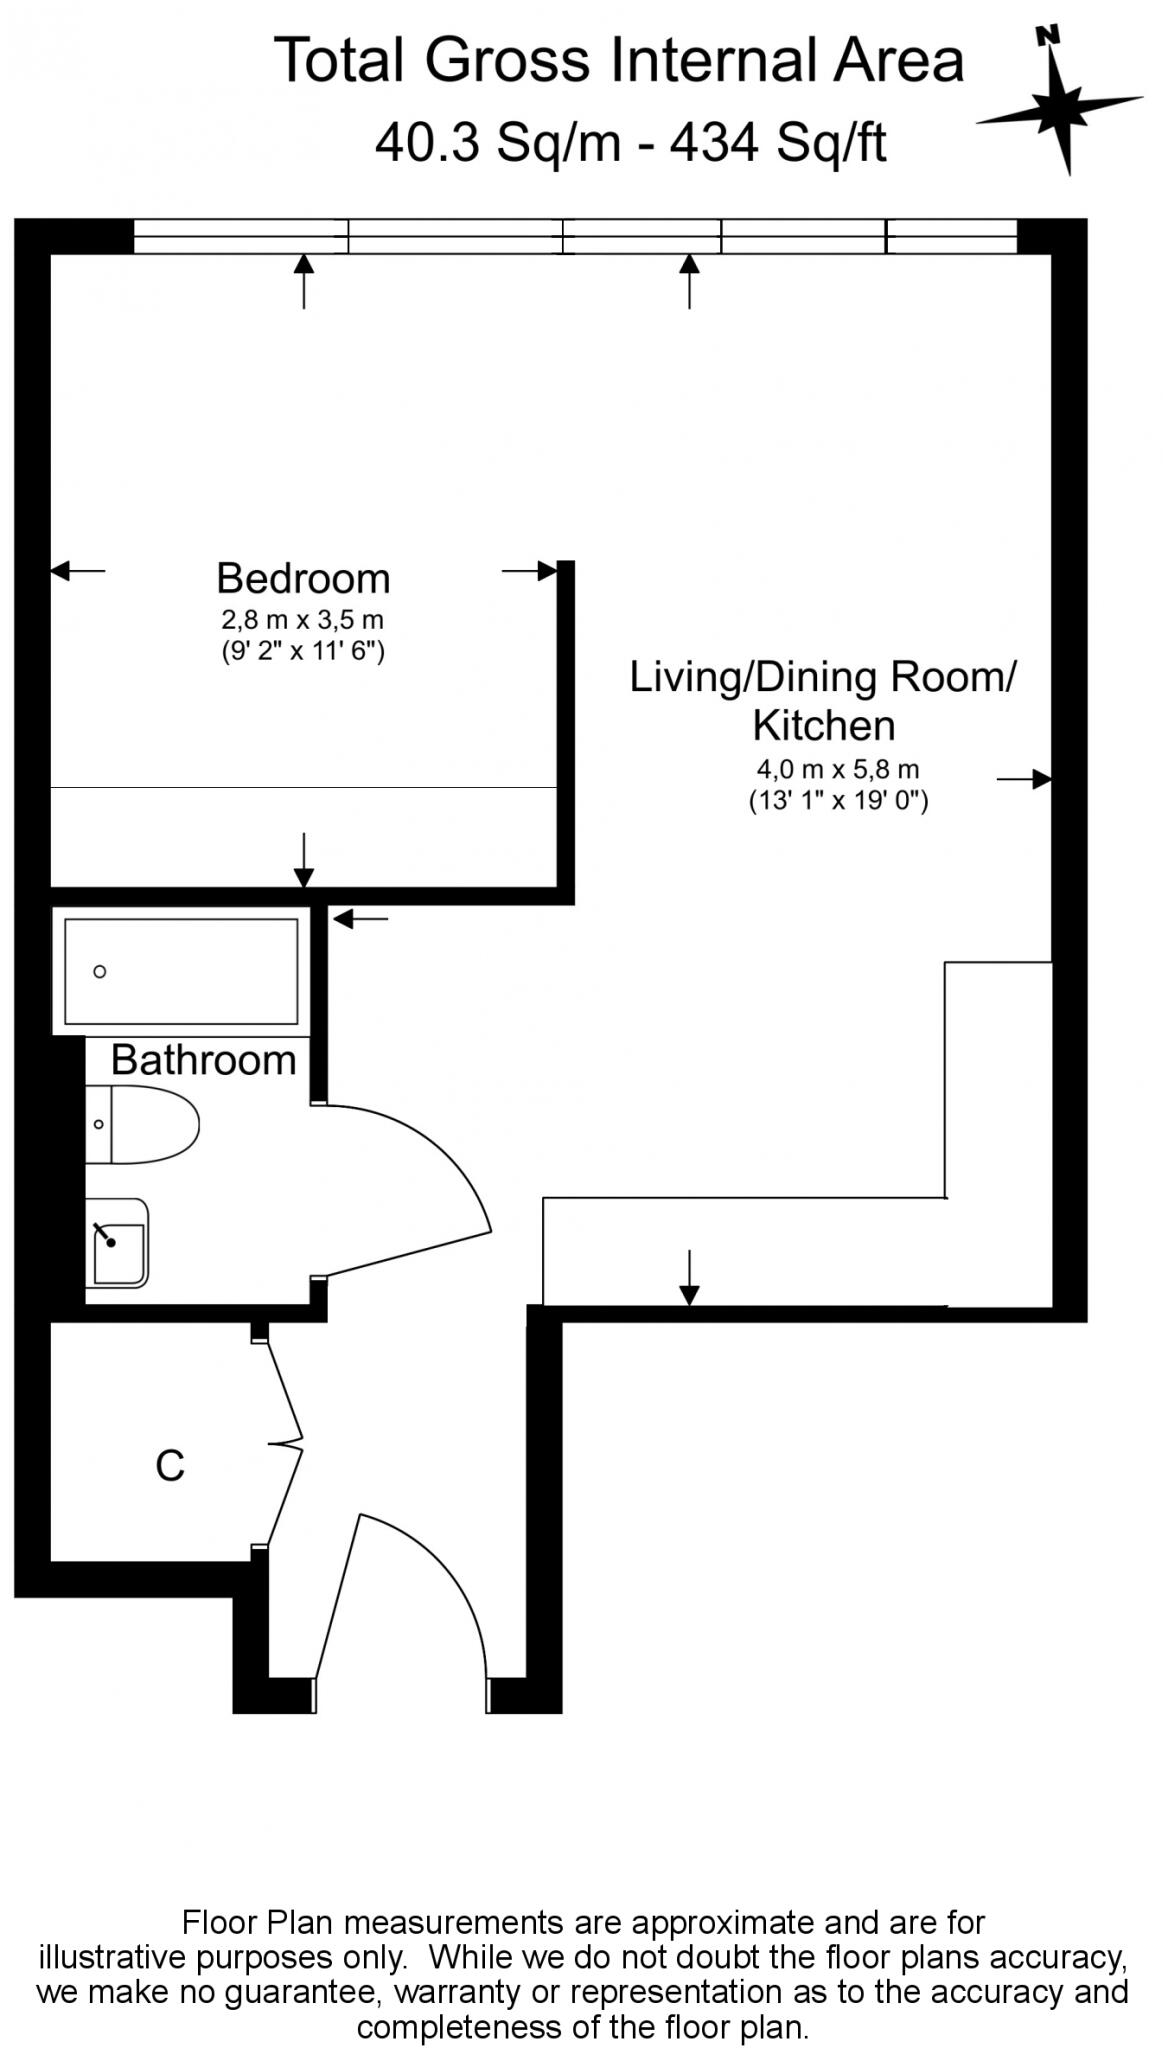 Total Gross Internal Area
40.3 Sq/m - 434 Sq/ft
N
Bedroom
2,8 m x 3,5 m
(9' 2" x 11' 6")
Living/Dining Room/
Kitchen
4,0 m x 5,8 m
(13' 1" x 19' 0")
Bathroom
C
Floor Plan measurements are approximate and are for
illustrative purposes only.  While we do not doubt the floor plans accuracy,
we make no guarantee, warranty or representation as to the accuracy and
completeness of the floor plan.